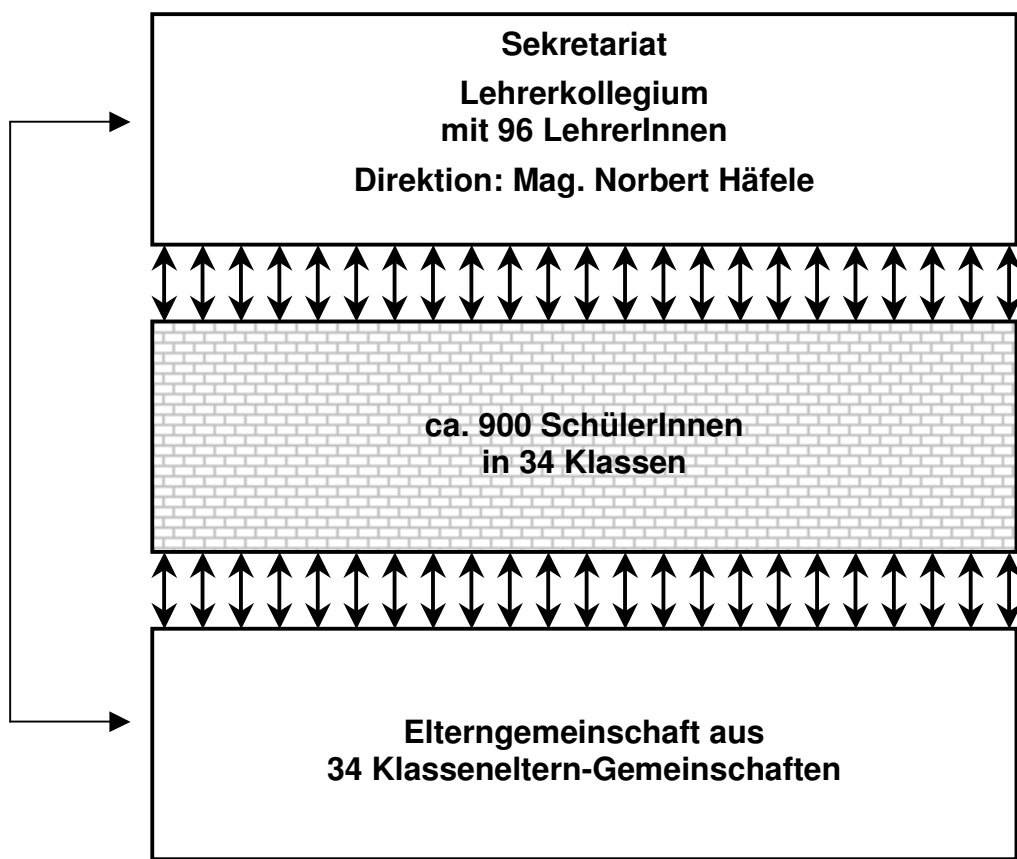 Sekretariat
Lehrerkollegium
mit 96 LehrerInnen
Direktion: Mag. Norbert Häfele
ca. 900 SchülerInnen
in 34 Klassen
Elterngemeinschaft aus
34 Klasseneltern-Gemeinschaften